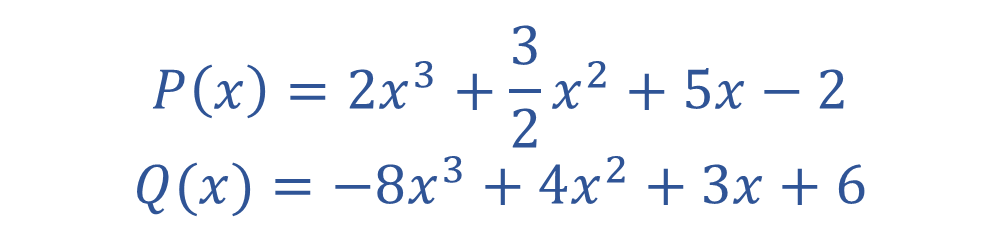 P(x) = 2x³ + 3/2 x² + 5x − 2
Q(x) = −8x³ + 4x² + 3x + 6